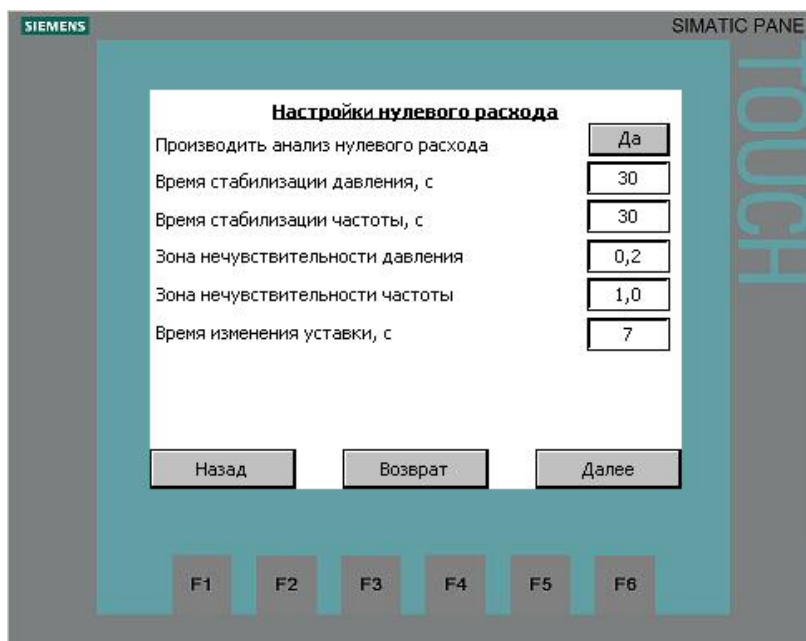 SIEMENS
SIMATIC PANE
TOUCH
Настройки нулевого расхода
Производить анализ нулевого расхода Да
Время стабилизации давления, с 30
Время стабилизации частоты, с 30
Зона нечувствительности давления 0,2
Зона нечувствительности частоты 1,0
Время изменения уставки, с 7
Назад Возврат Далее
F1 F2 F3 F4 F5 F6